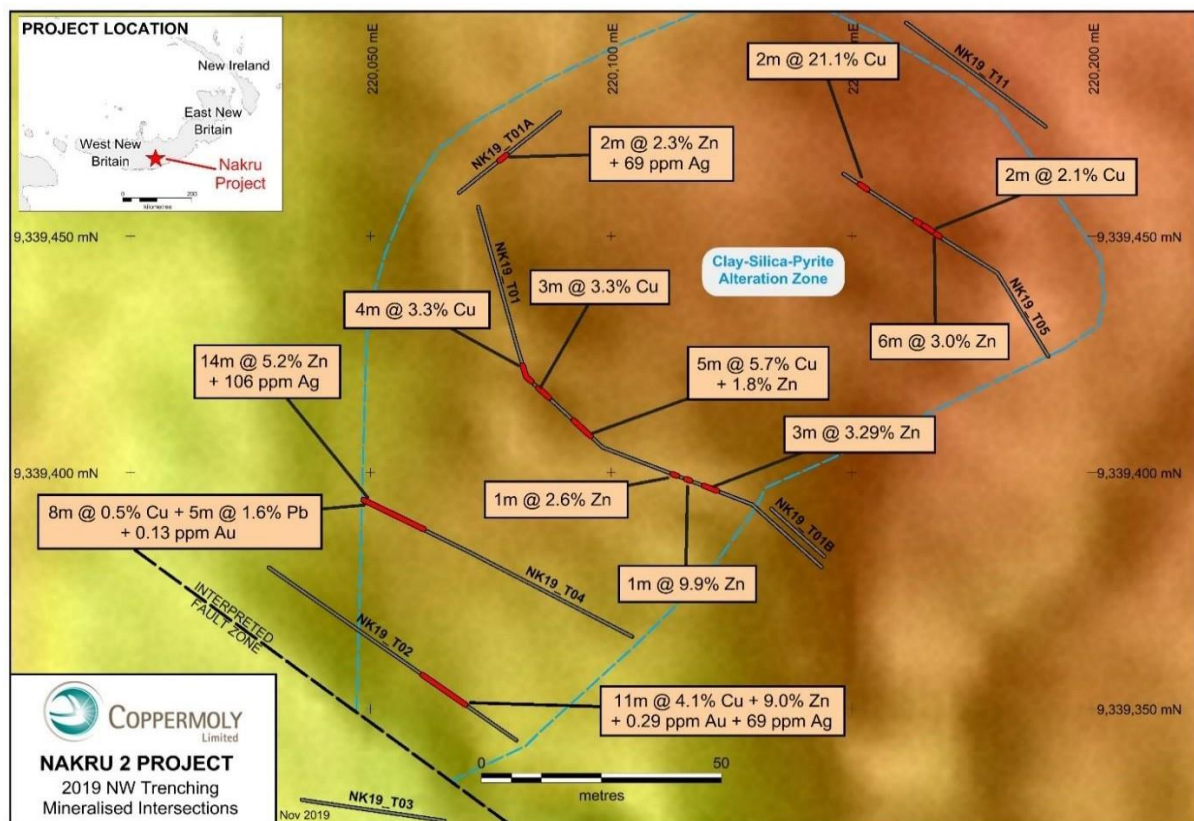 PROJECT LOCATION
New Ireland
East New
Britain
West New
Britain
Nakru
Project
0
200
kilometres
220,050 mE
220,100 mE
mE
220,200 mE
2m @ 21.1% Cu
NK19_T11
NK19_T01A
2m @ 2.3% Zn
+ 69 ppm Ag
2m @ 2.1% Cu
9,339,450 mN
9,339,450 mN
Clay-Silica-Pyrite
Alteration Zone
NK19_T01
3m @ 3.3% Cu
4m @ 3.3% Cu
NK19_T05
6m @ 3.0% Zn
14m @ 5.2% Zn
+ 106 ppm Ag
5m @ 5.7% Cu
+ 1.8% Zn
3m @ 3.29% Zn
9,339,400 mN
9,339,400 mN
1m @ 2.6% Zn
8m @ 0.5% Cu + 5m @ 1.6% Pb
+ 0.13 ppm Au
NK19_T01B
1m @ 9.9% Zn
NK19_T04
INTERPRETED
FAULT ZONE
NK19_T02
11m @ 4.1% Cu + 9.0% Zn
+ 0.29 ppm Au + 69 ppm Ag
9,339,350 mN
COPPERMOLY
Limited
NAKRU 2 PROJECT
2019 NW Trenching
Mineralised Intersections
0
50
metres
NK19_T03
Nov 2019